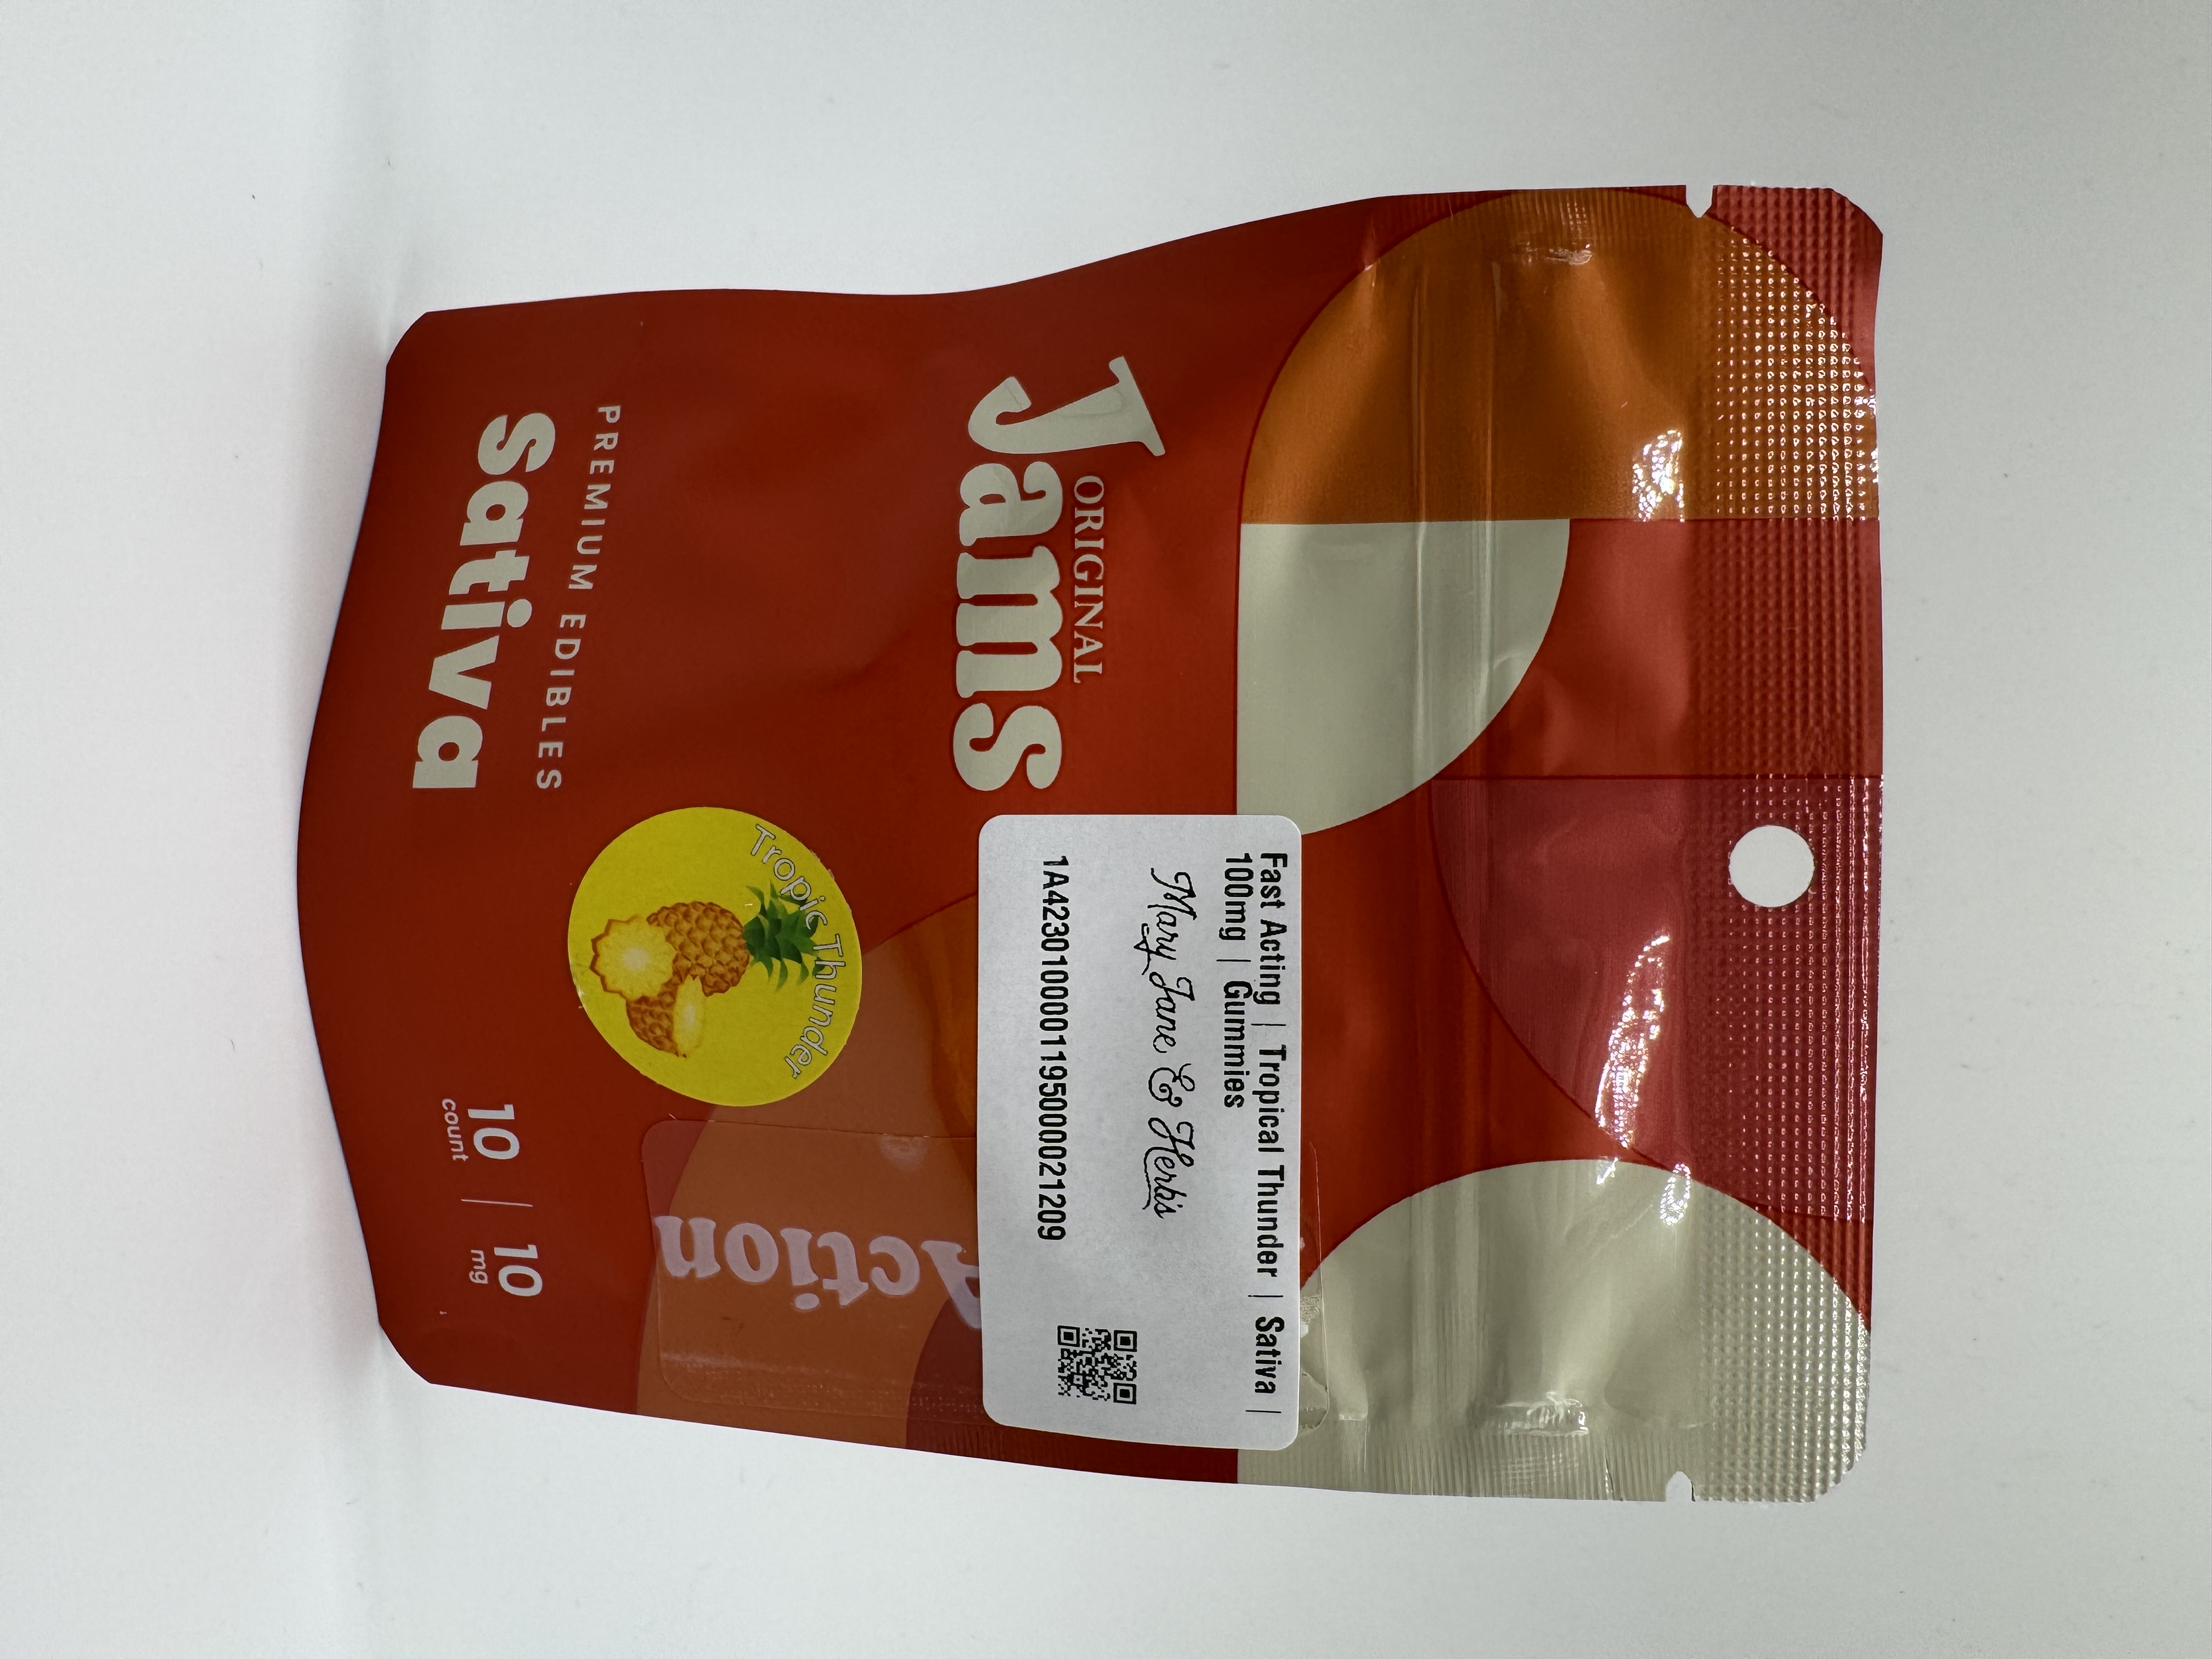 Fast Acting | Tropical Thunder | Sativa |
100mg | Gummies
Mary Jane & Herb's
1A4230100001195000021209
ORIGINAL
Jams
Tropic Thunder
Action
PREMIUM EDIBLES
Sativa
10 | 10
count mg